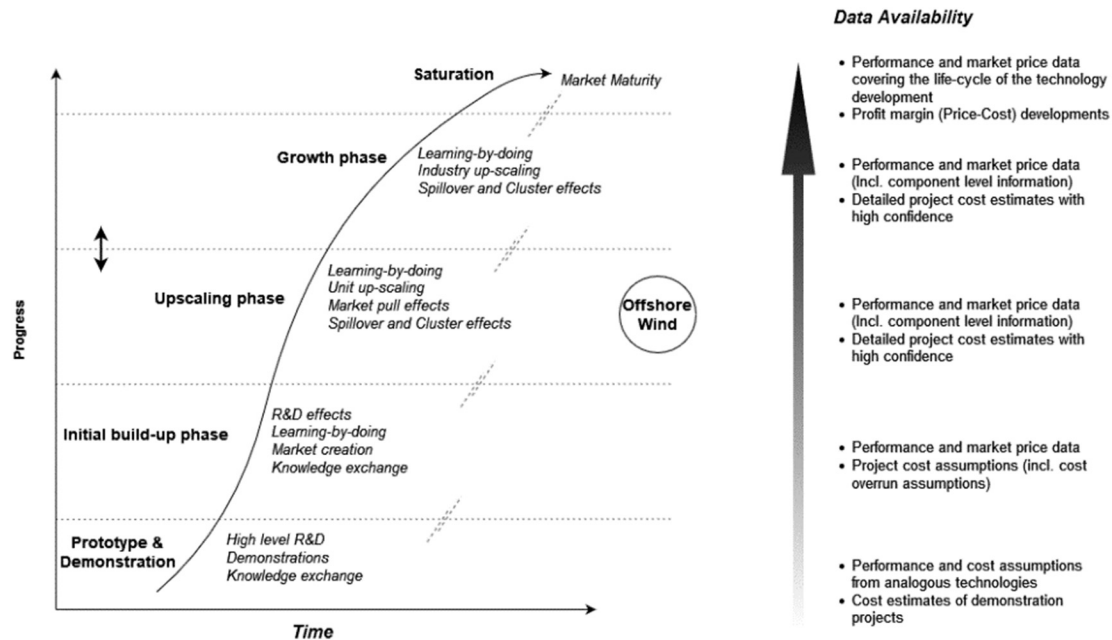 Data Availability
Saturation
Market Maturity
• Performance and market price data
covering the life-cycle of the technology
development
• Profit margin (Price-Cost) developments
Growth phase
Learning-by-doing
Industry up-scaling
Spillover and Cluster effects
• Performance and market price data
(Incl. component level information)
• Detailed project cost estimates with
high confidence
Upscaling phase
Learning-by-doing
Unit up-scaling
Market pull effects
Spillover and Cluster effects
Offshore
Wind
• Performance and market price data
(Incl. component level information)
• Detailed project cost estimates with
high confidence
Progress
Initial build-up phase
R&D effects
Learning-by-doing
Market creation
Knowledge exchange
• Performance and market price data
• Project cost assumptions (incl. cost
overrun assumptions)
Prototype &
Demonstration
High level R&D
Demonstrations
Knowledge exchange
• Performance and cost assumptions
from analogous technologies
• Cost estimates of demonstration
projects
Time